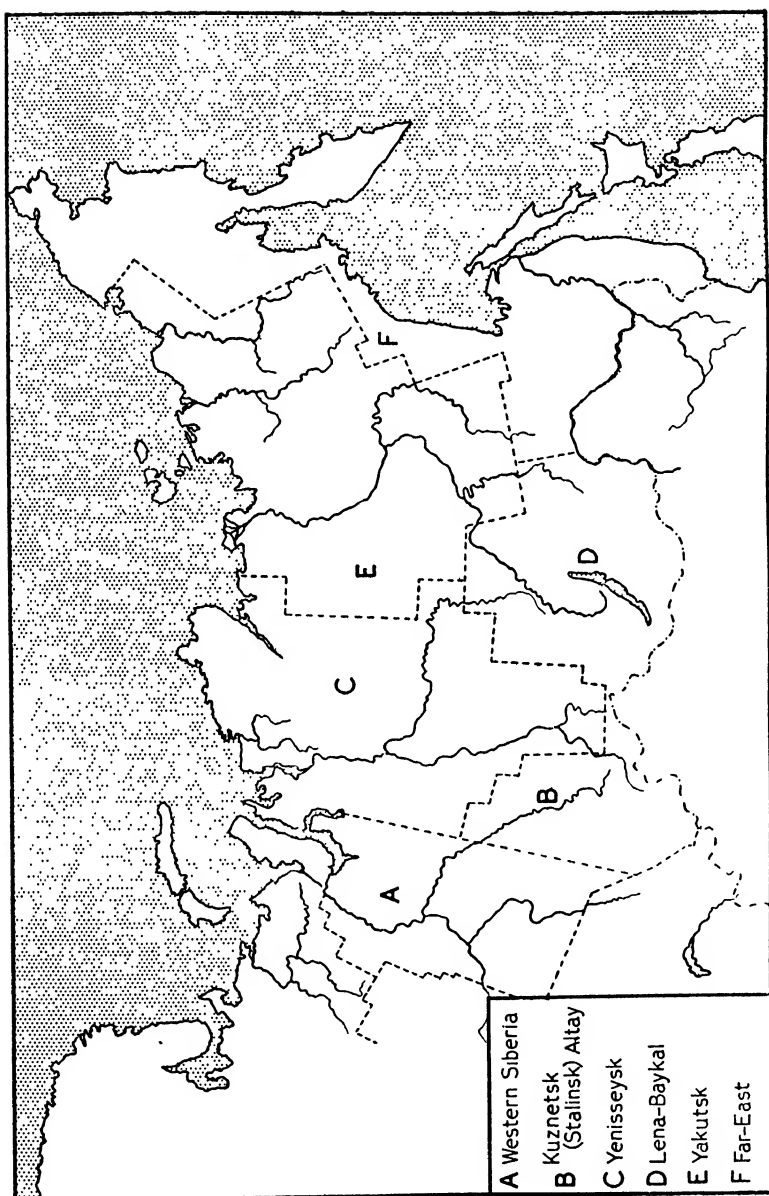 A Western Siberia
B Kuznetsk
(Stalinsk) Altay
C Yenisseysk
D Lena-Baykal
E Yakutsk
F Far-East
A
B
C
D
E
F